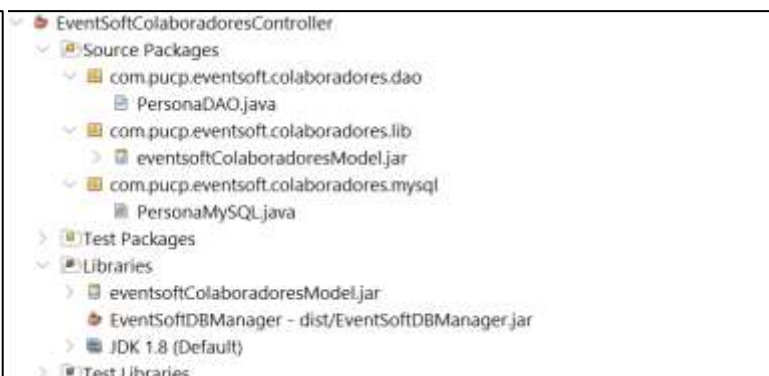 EventSoftColaboradoresController
Source Packages
com.pucp.eventsoft.colaboradores.dao
PersonaDAO.java
com.pucp.eventsoft.colaboradores.lib
eventsoftColaboradoresModel.jar
com.pucp.eventsoft.colaboradores.mysql
PersonaMySQL.java
Test Packages
Libraries
eventsoftColaboradoresModel.jar
EventSoftDBManager - dist/EventSoftDBManager.jar
JDK 1.8 (Default)
Test Libraries